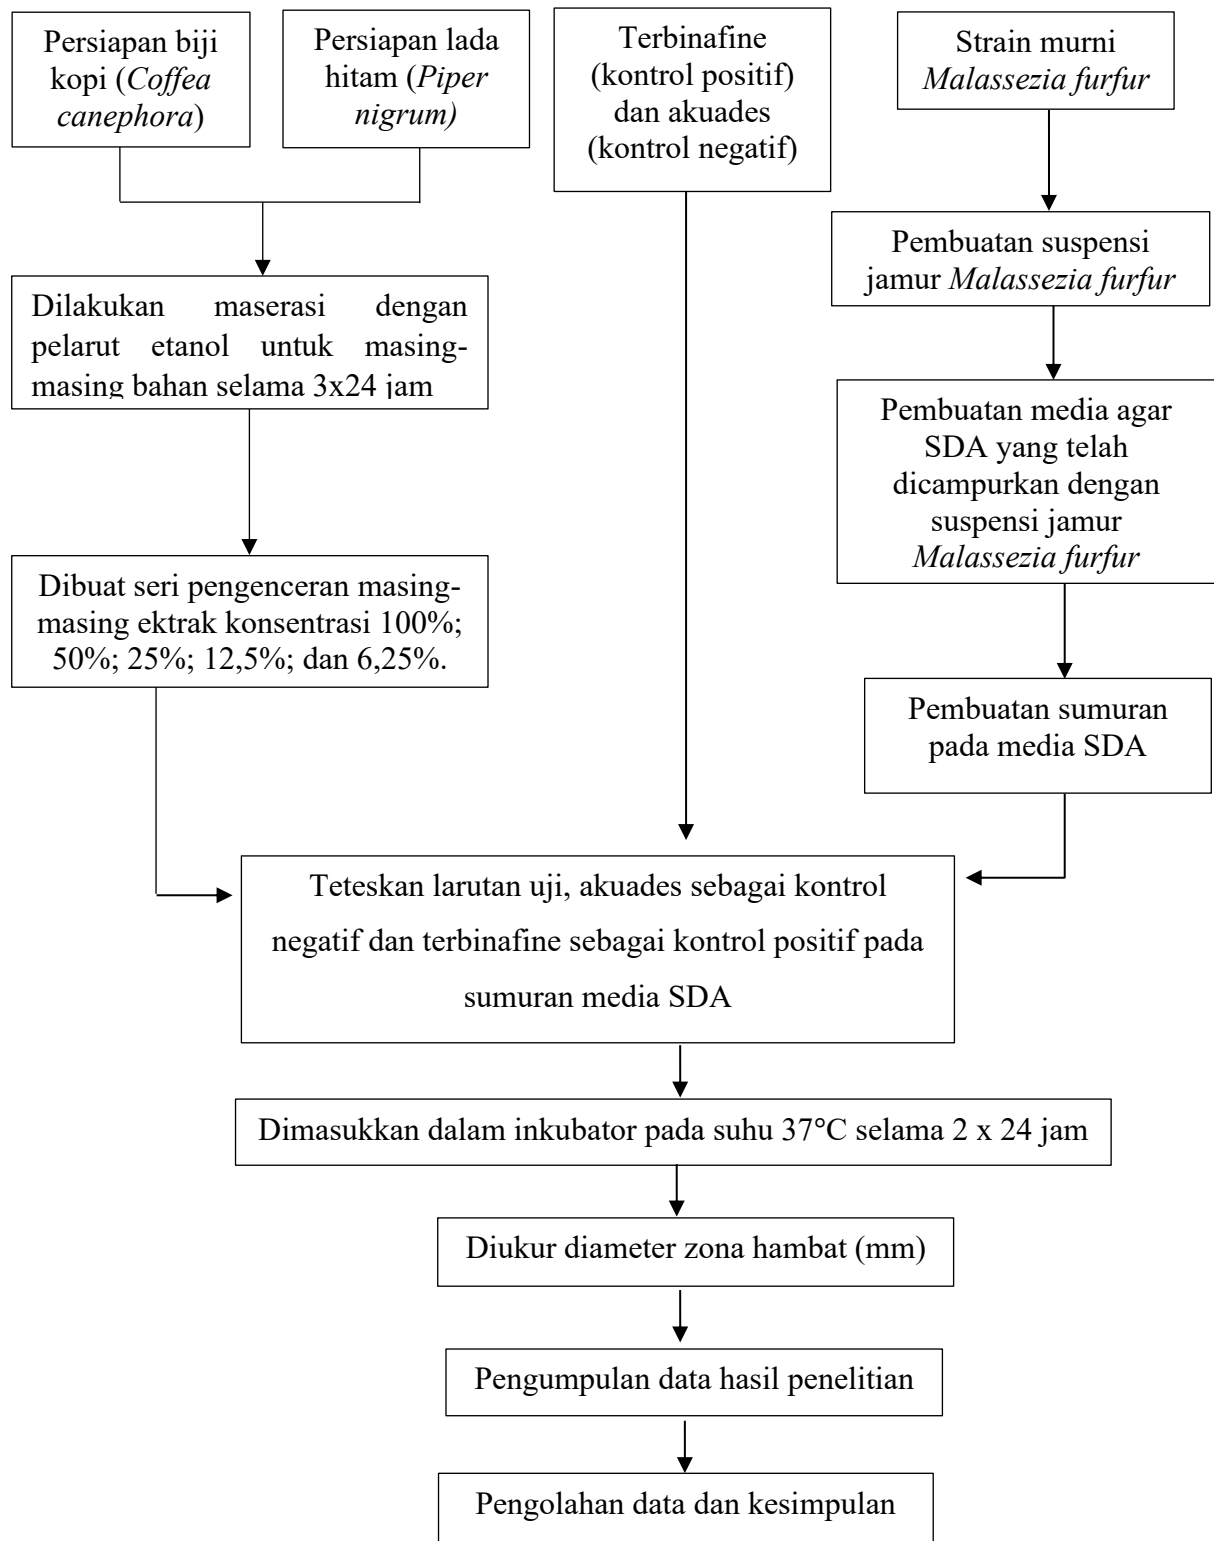 Persiapan biji
kopi (Coffea
canephora)
Persiapan lada
hitam (Piper
nigrum)
Terbinafine
(kontrol positif)
dan akuades
(kontrol negatif)
Strain murni
Malassezia furfur
Pembuatan suspensi
jamur Malassezia furfur
Dilakukan maserasi dengan
pelarut etanol untuk masing-
masing bahan selama 3x24 jam
Pembuatan media agar
SDA yang telah
dicampurkan dengan
suspensi jamur
Malassezia furfur
Dibuat seri pengenceran masing-
masing ektrak konsentrasi 100%;
50%; 25%; 12,5%; dan 6,25%.
Pembuatan sumuran
pada media SDA
Teteskan larutan uji, akuades sebagai kontrol
negatif dan terbinafine sebagai kontrol positif pada
sumuran media SDA
Dimasukkan dalam inkubator pada suhu 37°C selama 2 x 24 jam
Diukur diameter zona hambat (mm)
Pengumpulan data hasil penelitian
Pengolahan data dan kesimpulan